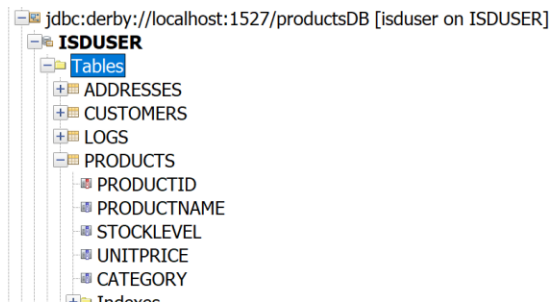 jdbc:derby://localhost:1527/productsDB [isduser on ISDUSER]
ISDUSER
Tables
ADDRESSES
CUSTOMERS
LOGS
PRODUCTS
PRODUCTID
PRODUCTNAME
STOCKLEVEL
UNITPRICE
CATEGORY
Indexes